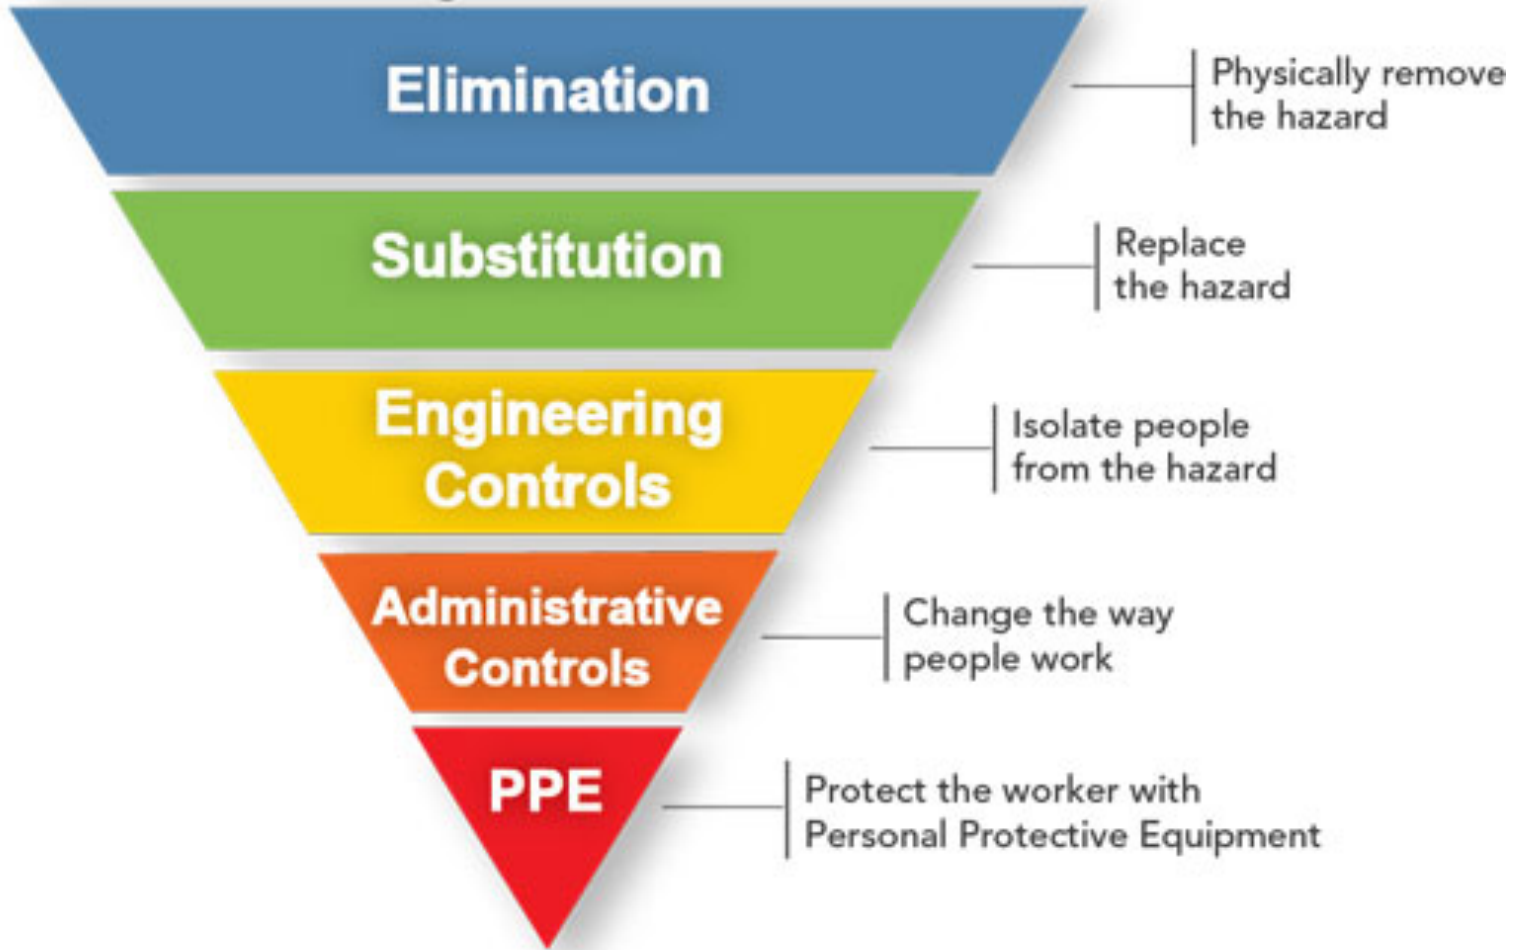 Elimination
Physically remove
the hazard
Substitution
Replace
the hazard
Engineering
Controls
Isolate people
from the hazard
Administrative
Controls
Change the way
people work
PPE
Protect the worker with
Personal Protective Equipment